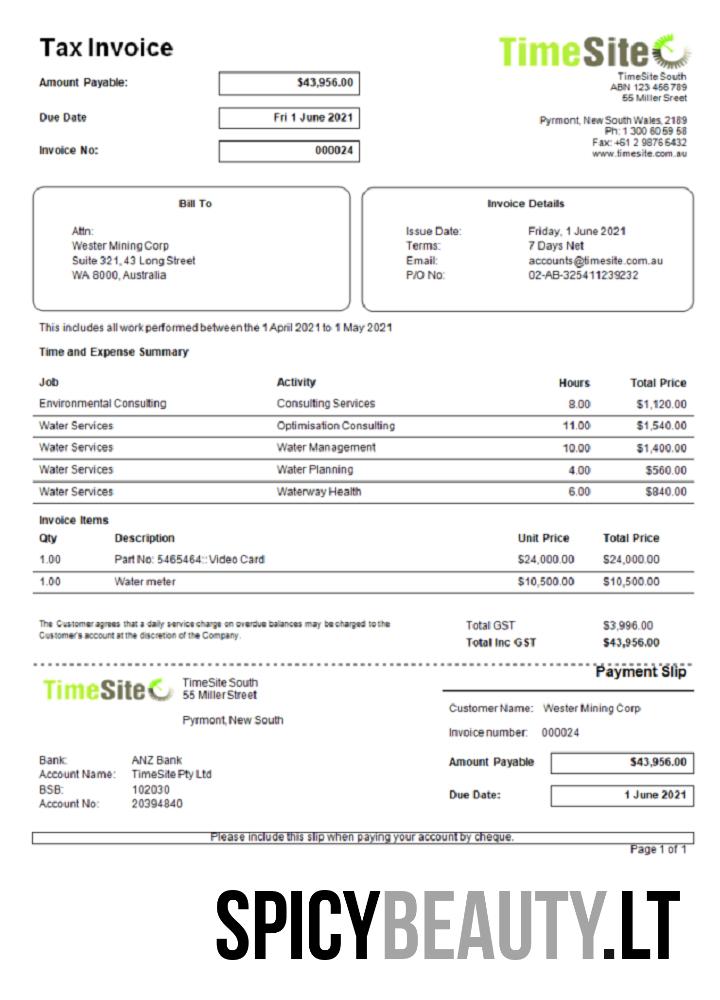 Tax Invoice
TimeSite
Amount Payable: $43,956.00
TimeSite South
ABN 123 456 789
55 Miller Sreet
Due Date Fri 1 June 2021
Pyrmont, New South Wales, 2189
Ph: 1 300 60 59 58
Fax: +61 2 9876 5432
www.timesite.com.au
Invoice No: 000024
Bill To
Attn:
Wester Mining Corp
Suite 321, 43 Long Street
WA 8000, Australia
Invoice Details
Issue Date: Friday, 1 June 2021
Terms: 7 Days Net
Email: accounts@timesite.com.au
P/O No: 02-AB-325411239232
This includes all work performed between the 1 April 2021 to 1 May 2021
Time and Expense Summary
Job Activity Hours Total Price
Environmental Consulting Consulting Services 8.00 $1,120.00
Water Services Optimisation Consulting 11.00 $1,540.00
Water Services Water Management 10.00 $1,400.00
Water Services Water Planning 4.00 $560.00
Water Services Waterway Health 6.00 $840.00
Invoice Items
Qty Description Unit Price Total Price
1.00 Part No: 5465464:: Video Card $24,000.00 $24,000.00
1.00 Water meter $10,500.00 $10,500.00
The Customer agrees that a daily service charge on overdue balances may be charged to the
Customer's account at the discretion of the Company.
Total GST $3,996.00
Total Inc GST $43,956.00
Payment Slip
TimeSite
TimeSite South
55 Miller Street
Pyrmont, New South
Customer Name: Wester Mining Corp
Invoice number: 000024
Bank: ANZ Bank
Account Name: TimeSite Pty Ltd
BSB: 102030
Account No: 20394840
Amount Payable $43,956.00
Due Date: 1 June 2021
Please include this slip when paying your account by cheque.
Page 1 of 1
SPICYBEAUTY.LT